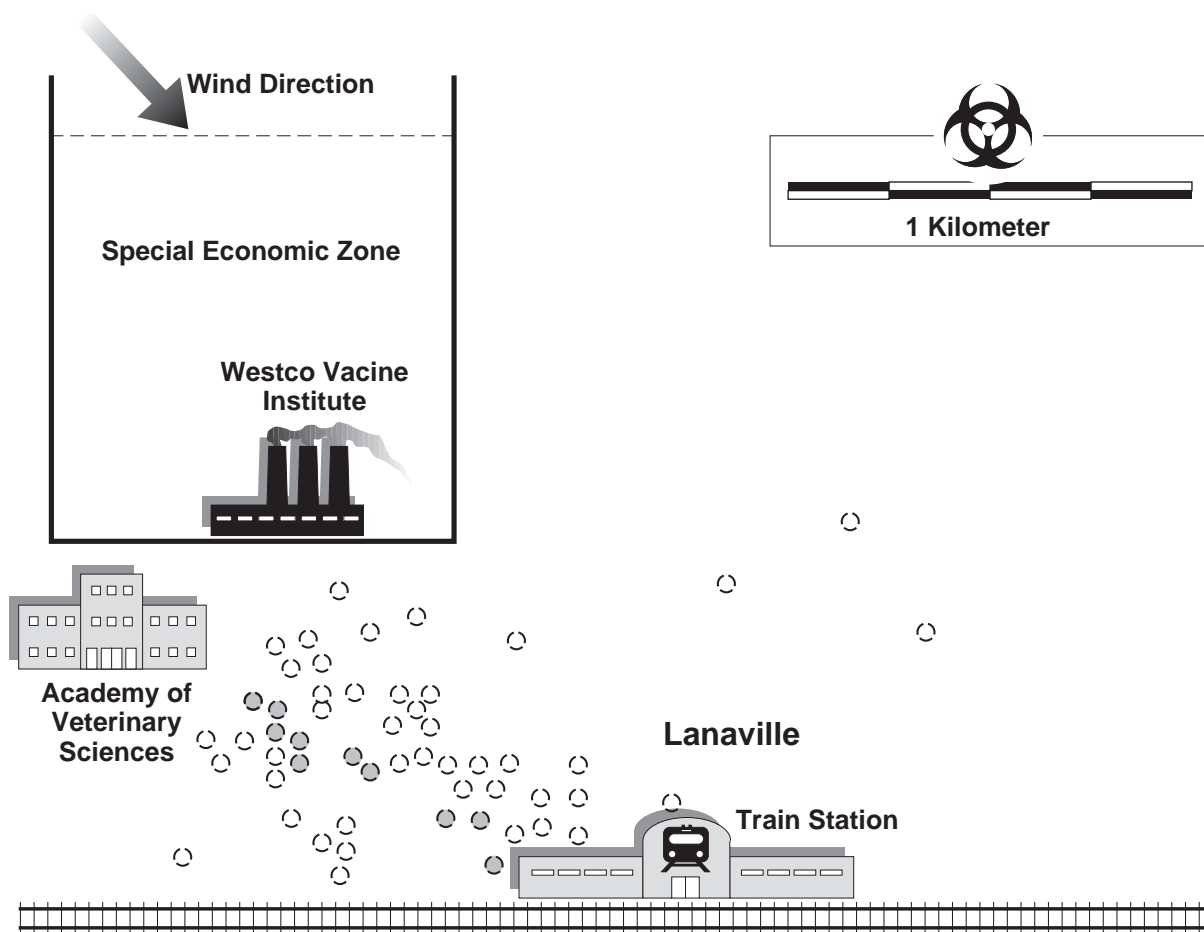 Wind Direction
Special Economic Zone
1 Kilometer
Westco Vacine
Institute
Academy of
Veterinary
Sciences
Lanaville
Train Station